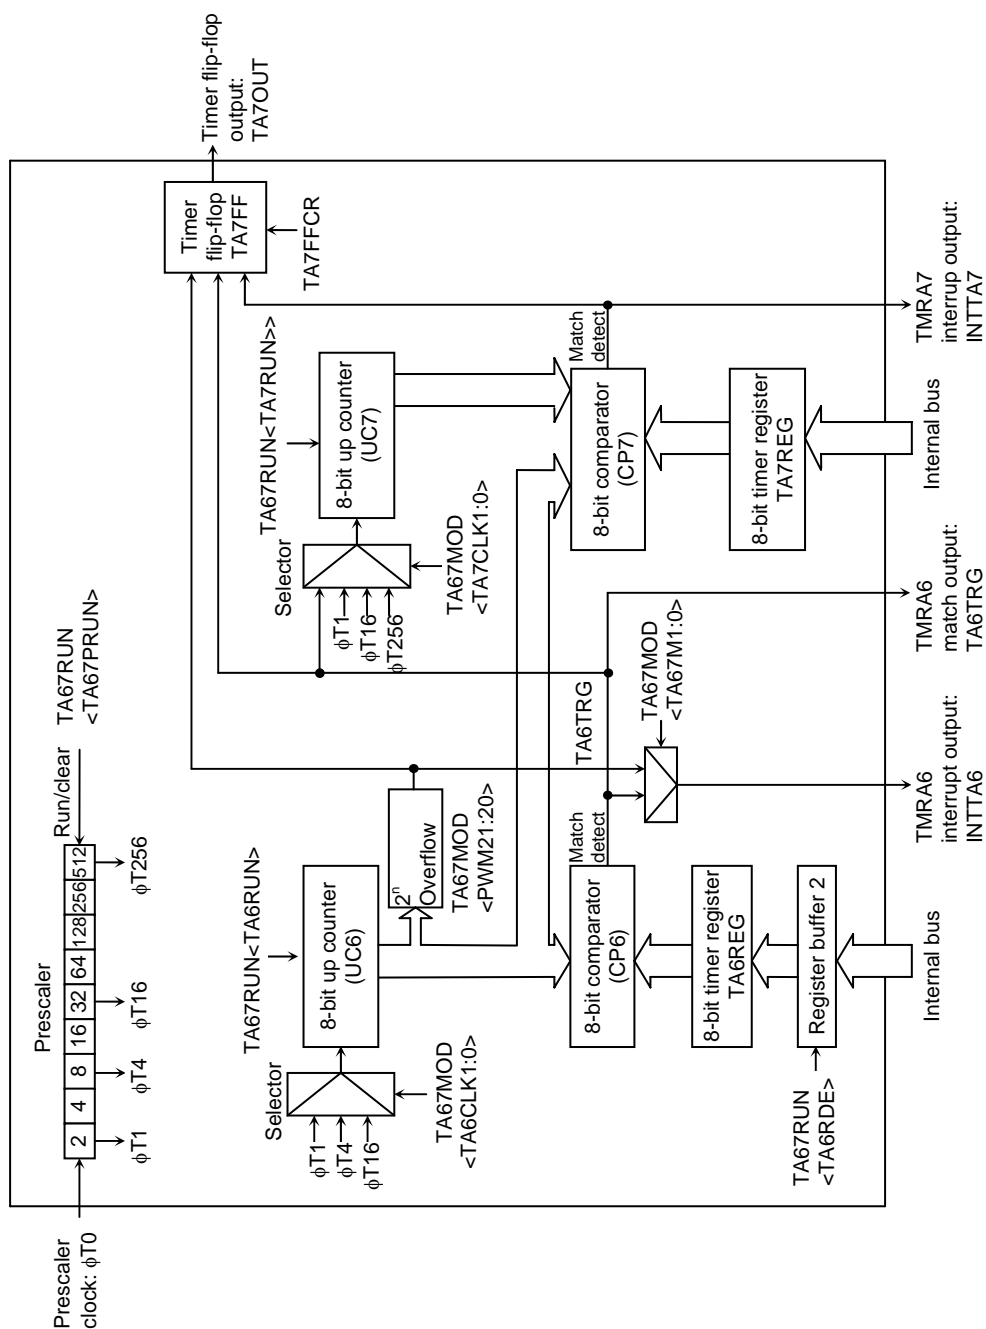 Prescaler
clock: ϕT0
Prescaler
2
4
8
16
32
64
128
256
512
Run/clear
TA67RUN
<TA67PRUN>
ϕT1
ϕT4
ϕT16
ϕT256
Timer flip-flop
output:
TA7OUT
Timer
flip-flop
TA7FF
TA7FFCR
TA67RUN<TA6RUN>
Selector
8-bit up counter
(UC6)
ϕT1
ϕT4
ϕT16
TA67MOD
<TA6CLK1:0>
2n
Overflow
TA67MOD
<PWM21:20>
TA67RUN<TA7RUN>>
Selector
8-bit up counter
(UC7)
ϕT1
ϕT16
ϕT256
TA67MOD
<TA7CLK1:0>
8-bit comparator
(CP6)
Match
detect
TA6TRG
8-bit comparator
(CP7)
Match
detect
TA67MOD
<TA67M1:0>
8-bit timer register
TA6REG
8-bit timer register
TA7REG
Register buffer 2
TA67RUN
<TA6RDE>
Internal bus
TMRA6
interrupt output:
INTTA6
TMRA6
match output:
TA6TRG
Internal bus
TMRA7
interrup output:
INTTA7